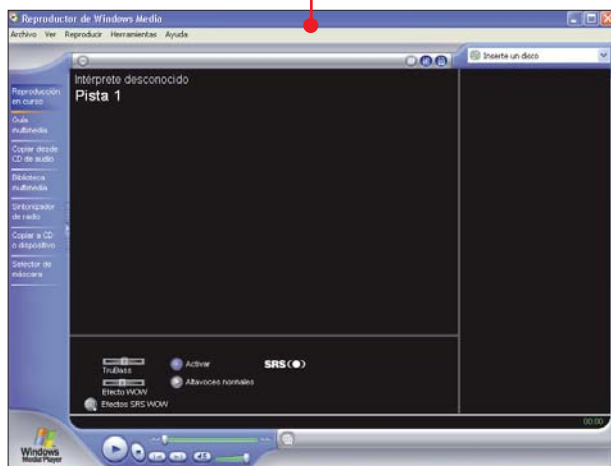 Reproductor de Windows Media
Archivo Ver Reproducir Herramientas Ayuda
Inserte un disco
Intérprete desconocido
Pista 1
Reproducción
en curso
Guía
multimedia
Copiar desde
CD de audio
Biblioteca
multimedia
Sintonizador
de radio
Copiar a CD
o dispositivo
Selector de
máscara
TruBass
Activar
SRS
Efecto WOW
Altavoces normales
Efectos SRS WOW
00:00
Windows
Media Player